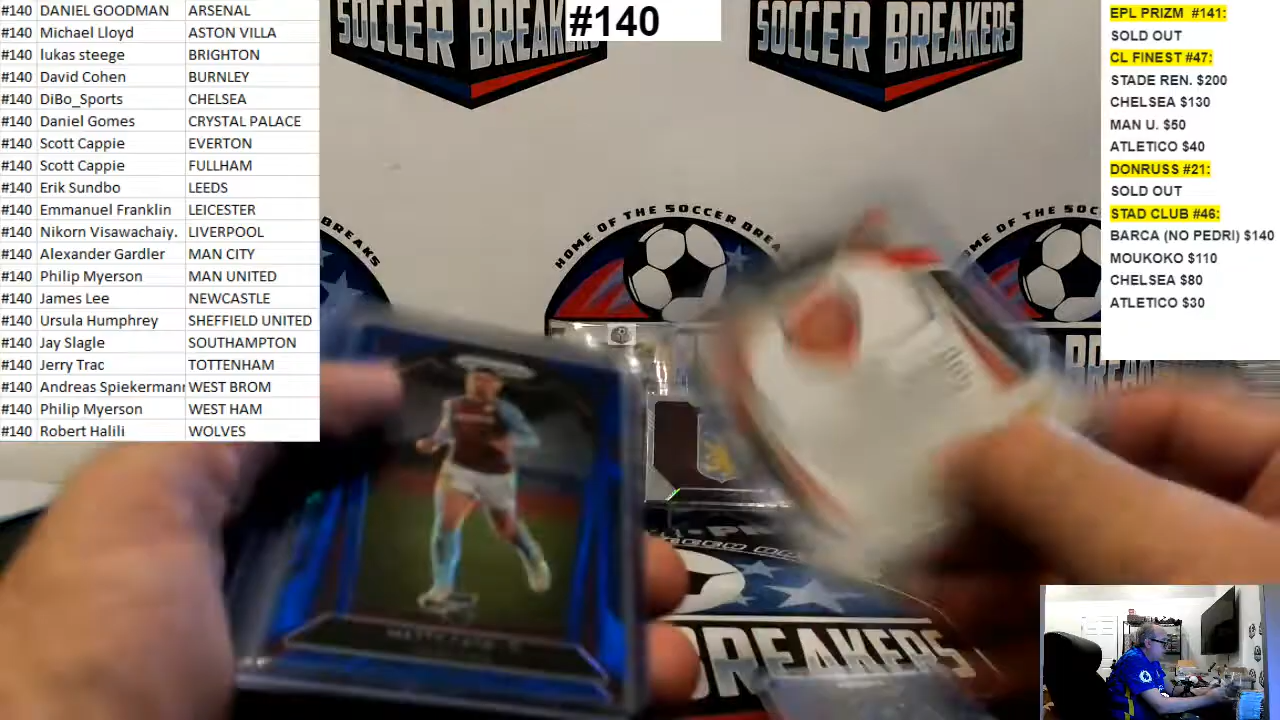 #140 DANIEL GOODMAN ARSENAL
#140 Michael Lloyd ASTON VILLA
#140 lukas steege BRIGHTON
#140 David Cohen BURNLEY
#140 DiBo_Sports CHELSEA
#140 Daniel Gomes CRYSTAL PALACE
#140 Scott Cappie EVERTON
#140 Scott Cappie FULLHAM
#140 Erik Sundbo LEEDS
#140 Emmanuel Franklin LEICESTER
#140 Nikorn Visawachaiy. LIVERPOOL
#140 Alexander Gardler MAN CITY
#140 Philip Myerson MAN UNITED
#140 James Lee NEWCASTLE
#140 Ursula Humphrey SHEFFIELD UNITED
#140 Jay Slagle SOUTHAMPTON
#140 Jerry Trac TOTTENHAM
#140 Andreas Spiekermann WEST BROM
#140 Philip Myerson WEST HAM
#140 Robert Halili WOLVES
#140
SOCCER BREAK
SOCCER BREAKERS
HOME OF THE SOCCER BREA
BREAKS
OME OF THE SOC
BREAKERS
EPL PRIZM #141:
SOLD OUT
CL FINEST #47:
STADE REN. $200
CHELSEA $130
MAN U. $50
ATLETICO $40
DONRUSS #21:
SOLD OUT
STAD CLUB #46:
BARCA (NO PEDRI) $140
MOUKOKO $110
CHELSEA $80
ATLETICO $30